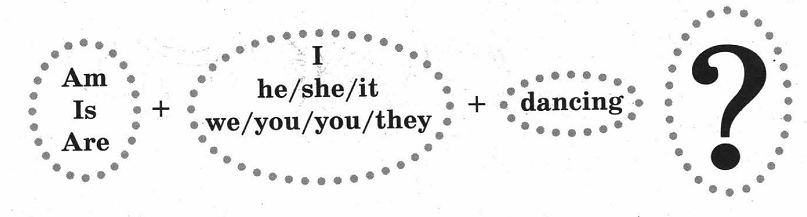 Am
Is
Are
+
I
he/she/it
we/you/you/they
+
dancing
?